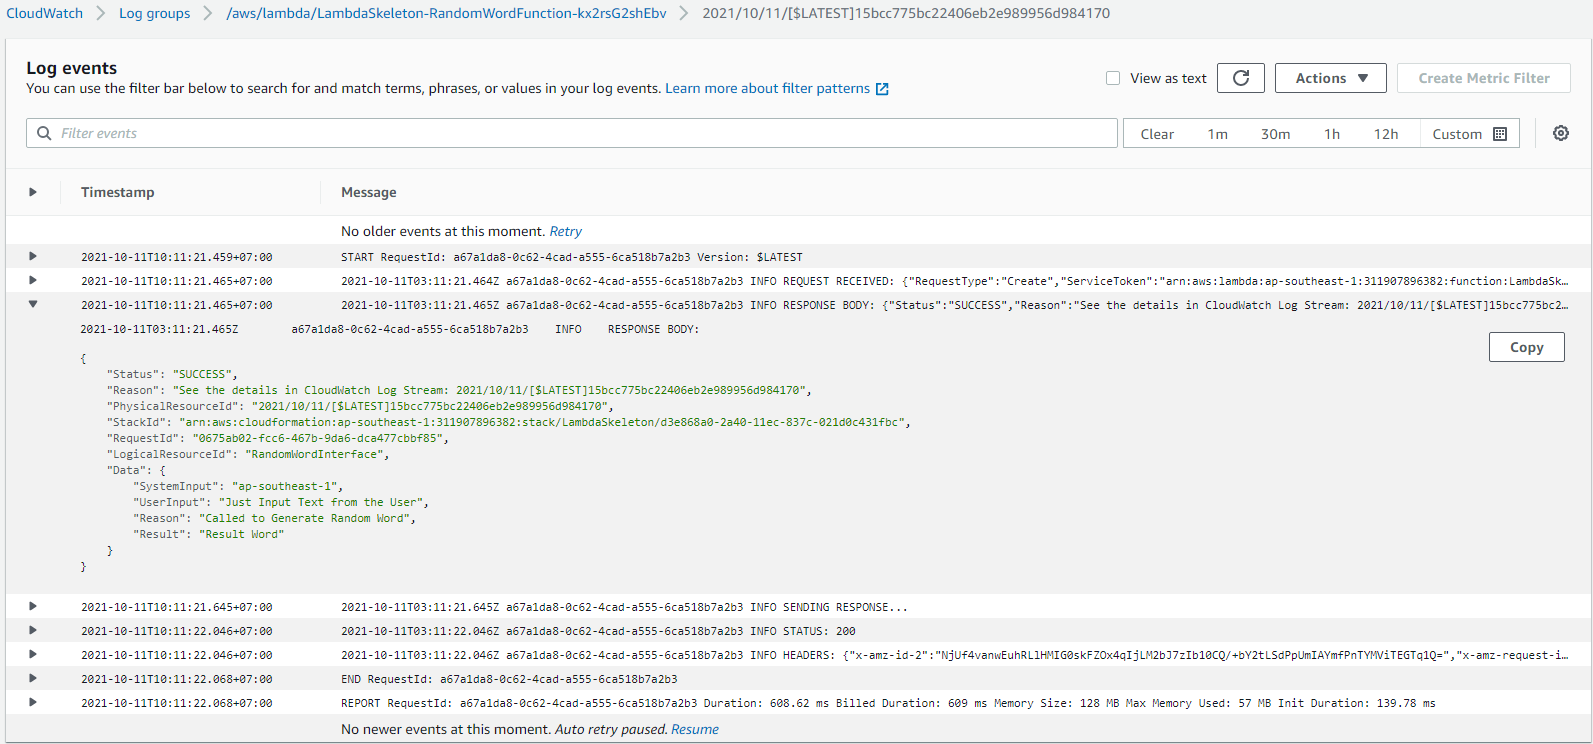 CloudWatch > Log groups > /aws/lambda/LambdaSkeleton-RandomWordFunction-kx2rsG2shEbv > 2021/10/11/[$LATEST]15bcc775bc22406eb2e989956d984170
Log events
You can use the filter bar below to search for and match terms, phrases, or values in your log events. Learn more about filter patterns
View as text Actions Create Metric Filter
Filter events Clear 1m 30m 1h 12h Custom
Timestamp Message
No older events at this moment. Retry
2021-10-11T10:11:21.459+07:00 START RequestId: a67a1da8-0c62-4cad-a555-6ca518b7a2b3 Version: $LATEST
2021-10-11T10:11:21.465+07:00 2021-10-11T03:11:21.464Z a67a1da8-0c62-4cad-a555-6ca518b7a2b3 INFO REQUEST RECEIVED: {"RequestType":"Create","ServiceToken":"arn:aws:lambda:ap-southeast-1:311907896382:function:LambdaSk…
2021-10-11T10:11:21.465+07:00 2021-10-11T03:11:21.465Z a67a1da8-0c62-4cad-a555-6ca518b7a2b3 INFO RESPONSE BODY: {"Status":"SUCCESS","Reason":"See the details in CloudWatch Log Stream: 2021/10/11/[$LATEST]15bcc775bc2…
2021-10-11T03:11:21.465Z a67a1da8-0c62-4cad-a555-6ca518b7a2b3 INFO RESPONSE BODY:
Copy
{
"Status": "SUCCESS",
"Reason": "See the details in CloudWatch Log Stream: 2021/10/11/[$LATEST]15bcc775bc22406eb2e989956d984170",
"PhysicalResourceId": "2021/10/11/[$LATEST]15bcc775bc22406eb2e989956d984170",
"StackId": "arn:aws:cloudformation:ap-southeast-1:311907896382:stack/LambdaSkeleton/d3e868a0-2a40-11ec-837c-021d0c431fbc",
"RequestId": "0675ab02-fcc6-467b-9da6-dca477cbbf85",
"LogicalResourceId": "RandomWordInterface",
"Data": {
"SystemInput": "ap-southeast-1",
"UserInput": "Just Input Text from the User",
"Reason": "Called to Generate Random Word",
"Result": "Result Word"
}
}
2021-10-11T10:11:21.645+07:00 2021-10-11T03:11:21.645Z a67a1da8-0c62-4cad-a555-6ca518b7a2b3 INFO SENDING RESPONSE...
2021-10-11T10:11:22.046+07:00 2021-10-11T03:11:22.046Z a67a1da8-0c62-4cad-a555-6ca518b7a2b3 INFO STATUS: 200
2021-10-11T10:11:22.046+07:00 2021-10-11T03:11:22.046Z a67a1da8-0c62-4cad-a555-6ca518b7a2b3 INFO HEADERS: {"x-amz-id-2":"NjUf4vanwEuhRL1HMIG0skFZOx4qIjLM2bJ7zIb10CQ/+bY2tLSdPpUmIAYmfPnTYMViTEGTq1Q=","x-amz-request-i…
2021-10-11T10:11:22.068+07:00 END RequestId: a67a1da8-0c62-4cad-a555-6ca518b7a2b3
2021-10-11T10:11:22.068+07:00 REPORT RequestId: a67a1da8-0c62-4cad-a555-6ca518b7a2b3 Duration: 608.62 ms Billed Duration: 609 ms Memory Size: 128 MB Max Memory Used: 57 MB Init Duration: 139.78 ms
No newer events at this moment. Auto retry paused. Resume